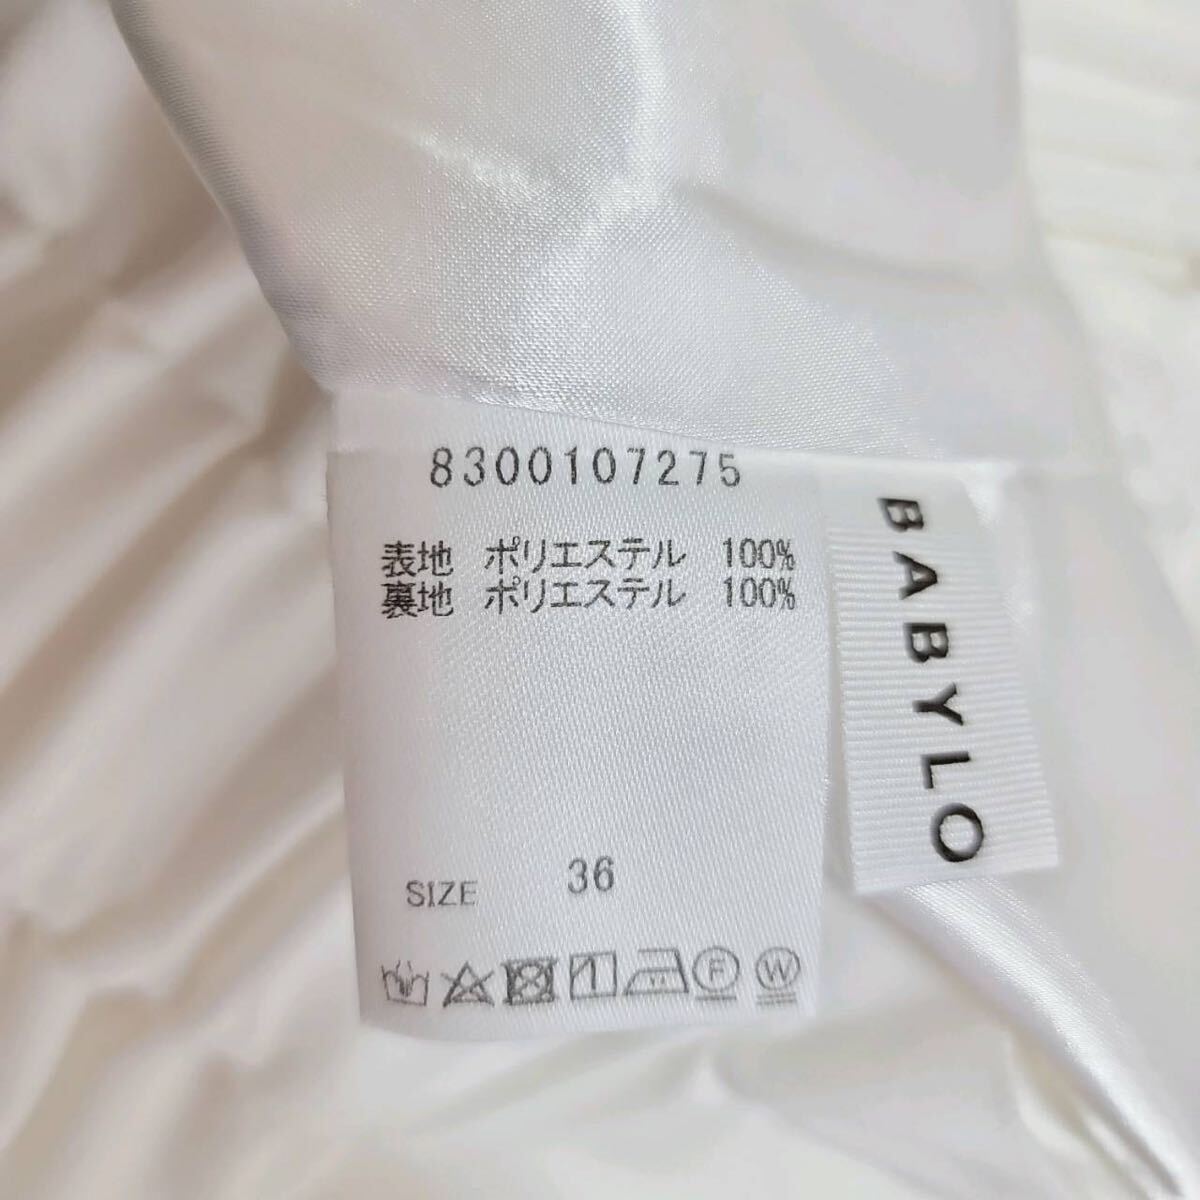 8300107275
表地 ポリエステル 100%
裏地 ポリエステル 100%
SIZE 36
F W
BABYLO